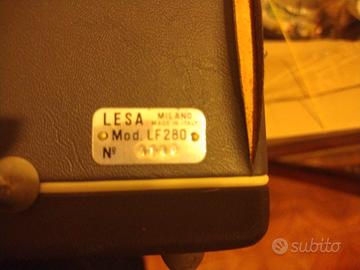 LESA MILANO
MADE IN ITALY
Mod. LF280
Nº
subito